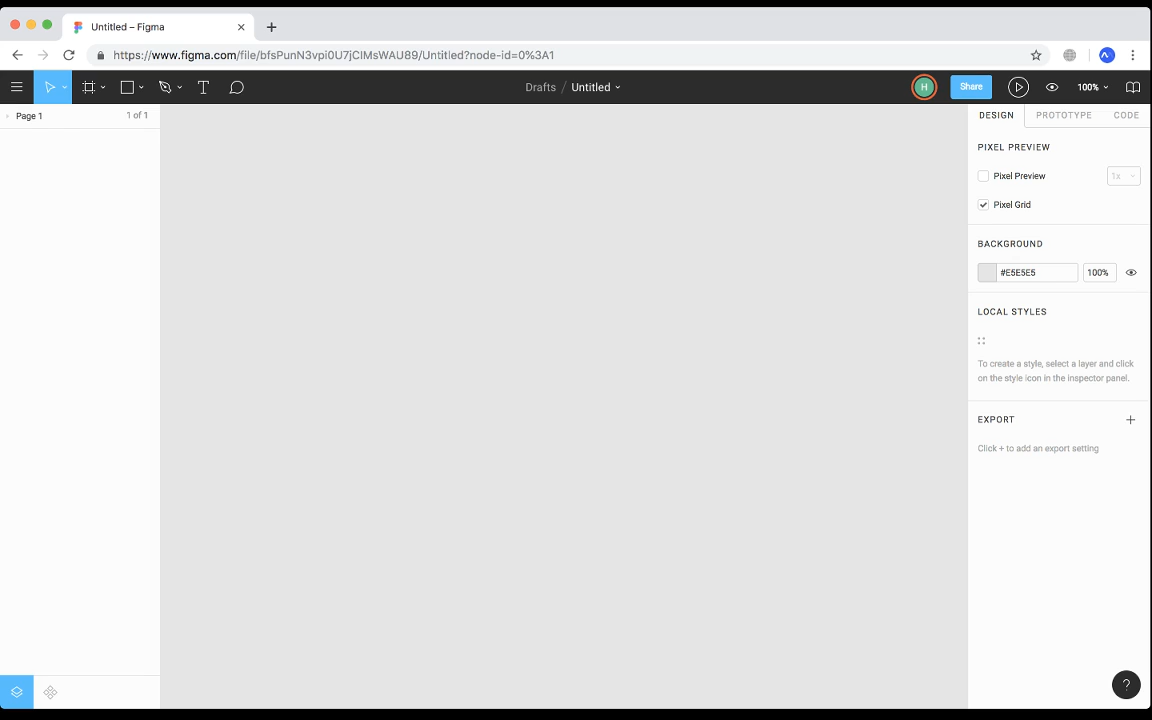 Untitled – Figma
https://www.figma.com/file/bfsPunN3vpi0U7jClMsWAU89/Untitled?node-id=0%3A1
Drafts / Untitled
H
Share
100%
Page 1
1 of 1
DESIGN
PROTOTYPE
CODE
PIXEL PREVIEW
Pixel Preview
1x
Pixel Grid
BACKGROUND
#E5E5E5
100%
LOCAL STYLES
To create a style, select a layer and click
on the style icon in the inspector panel.
EXPORT
Click + to add an export setting
?